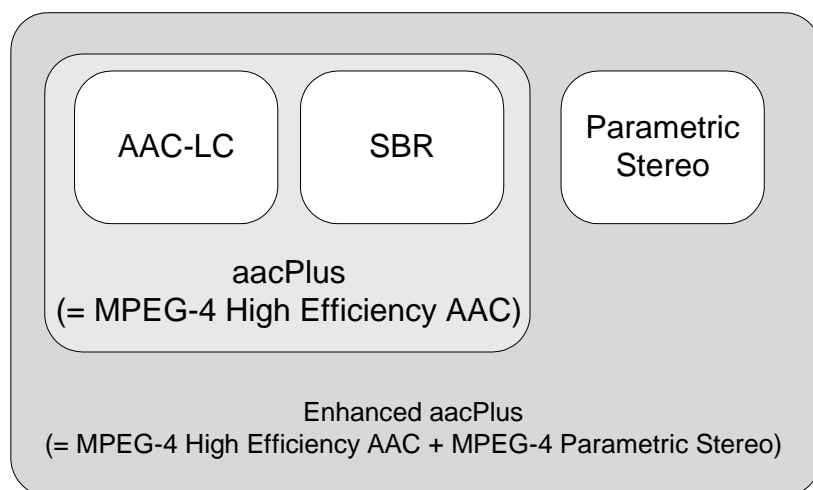 AAC-LC
SBR
Parametric
Stereo
aacPlus
(= MPEG-4 High Efficiency AAC)
Enhanced aacPlus
(= MPEG-4 High Efficiency AAC + MPEG-4 Parametric Stereo)